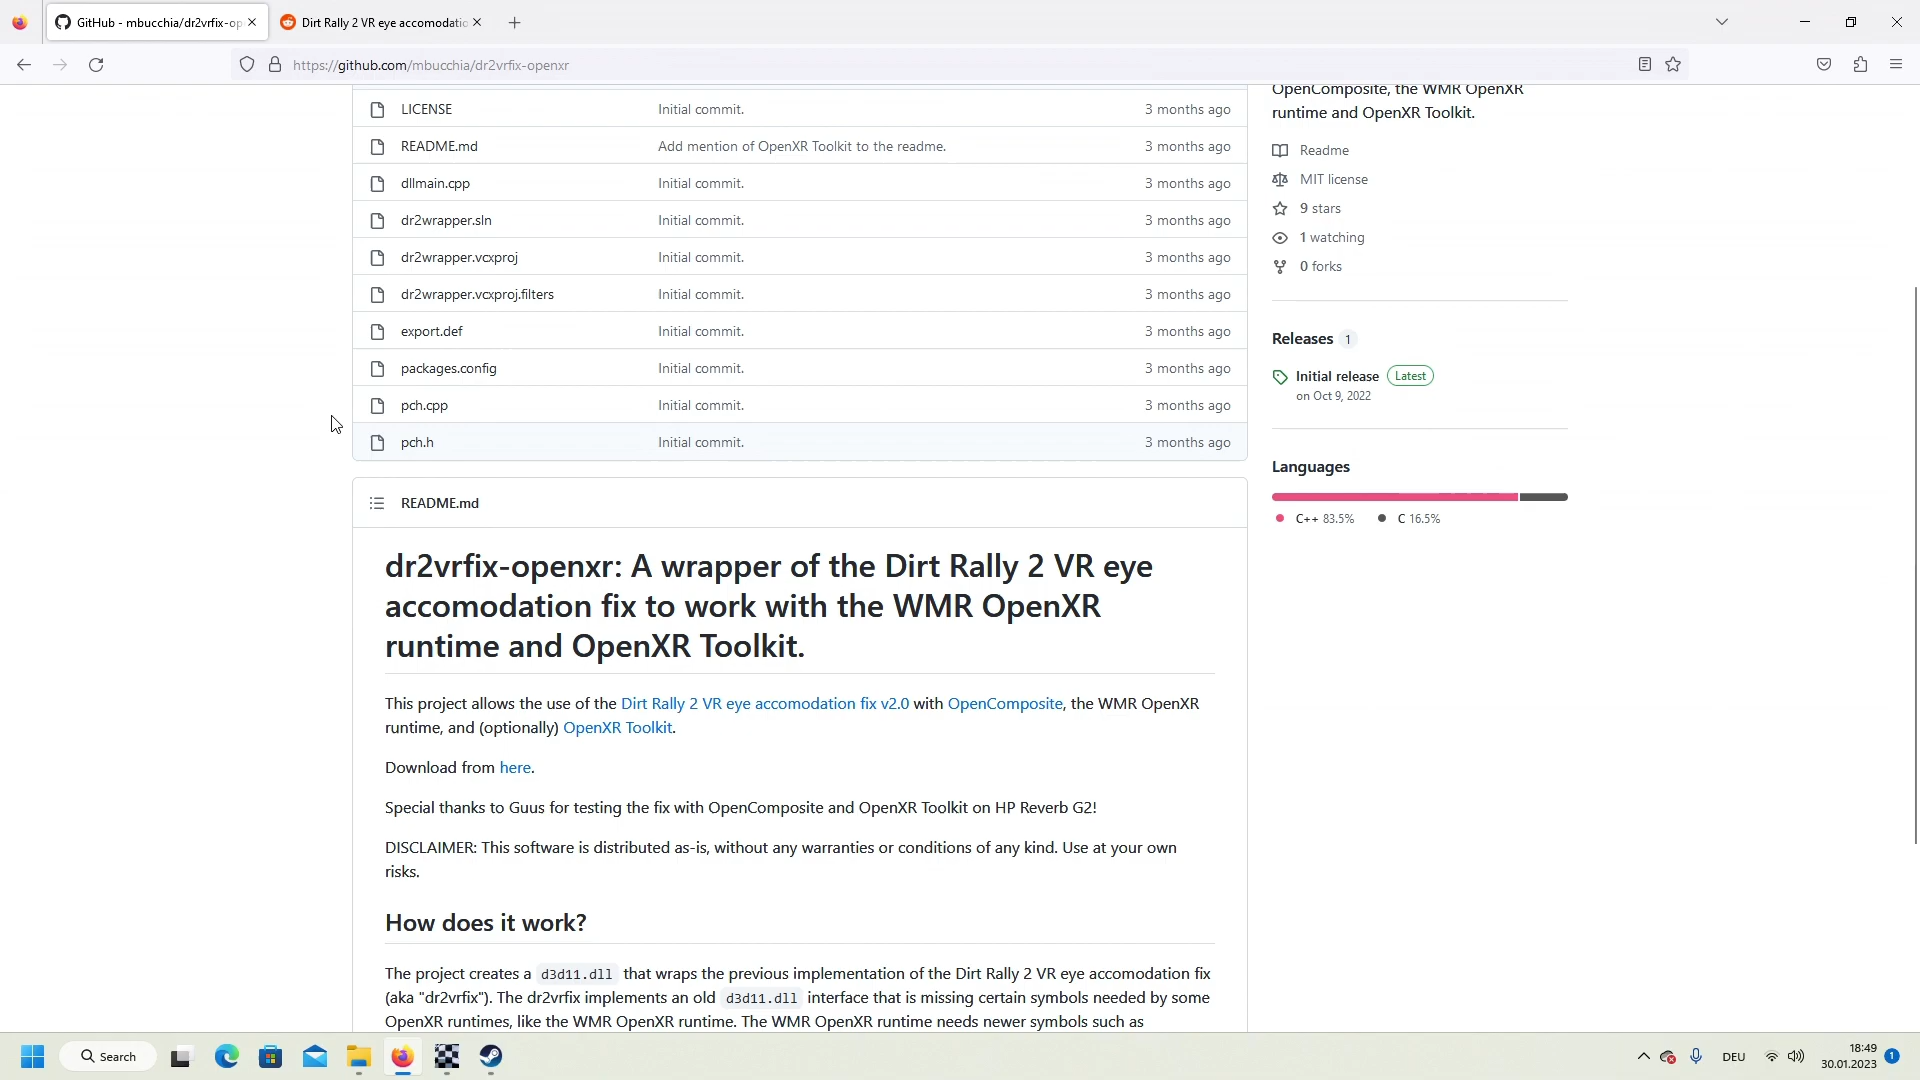 GitHub - mbucchia/dr2vrfix-op
Dirt Rally 2 VR eye accomodatio
https://github.com/mbucchia/dr2vrfix-openxr
LICENSE Initial commit. 3 months ago
README.md Add mention of OpenXR Toolkit to the readme. 3 months ago
dllmain.cpp Initial commit. 3 months ago
dr2wrapper.sln Initial commit. 3 months ago
dr2wrapper.vcxproj Initial commit. 3 months ago
dr2wrapper.vcxproj.filters Initial commit. 3 months ago
export.def Initial commit. 3 months ago
packages.config Initial commit. 3 months ago
pch.cpp Initial commit. 3 months ago
pch.h Initial commit. 3 months ago
OpenComposite, the WMR OpenXR
runtime and OpenXR Toolkit.
Readme
MIT license
9 stars
1 watching
0 forks
Releases 1
Initial release Latest
on Oct 9, 2022
Languages
C++ 83.5% C 16.5%
README.md
dr2vrfix-openxr: A wrapper of the Dirt Rally 2 VR eye
accomodation fix to work with the WMR OpenXR
runtime and OpenXR Toolkit.
This project allows the use of the Dirt Rally 2 VR eye accomodation fix v2.0 with OpenComposite, the WMR OpenXR
runtime, and (optionally) OpenXR Toolkit.
Download from here.
Special thanks to Guus for testing the fix with OpenComposite and OpenXR Toolkit on HP Reverb G2!
DISCLAIMER: This software is distributed as-is, without any warranties or conditions of any kind. Use at your own
risks.
How does it work?
The project creates a d3d11.dll that wraps the previous implementation of the Dirt Rally 2 VR eye accomodation fix
(aka "dr2vrfix"). The dr2vrfix implements an old d3d11.dll interface that is missing certain symbols needed by some
OpenXR runtimes, like the WMR OpenXR runtime. The WMR OpenXR runtime needs newer symbols such as
Search
DEU
18:49
30.01.2023
1